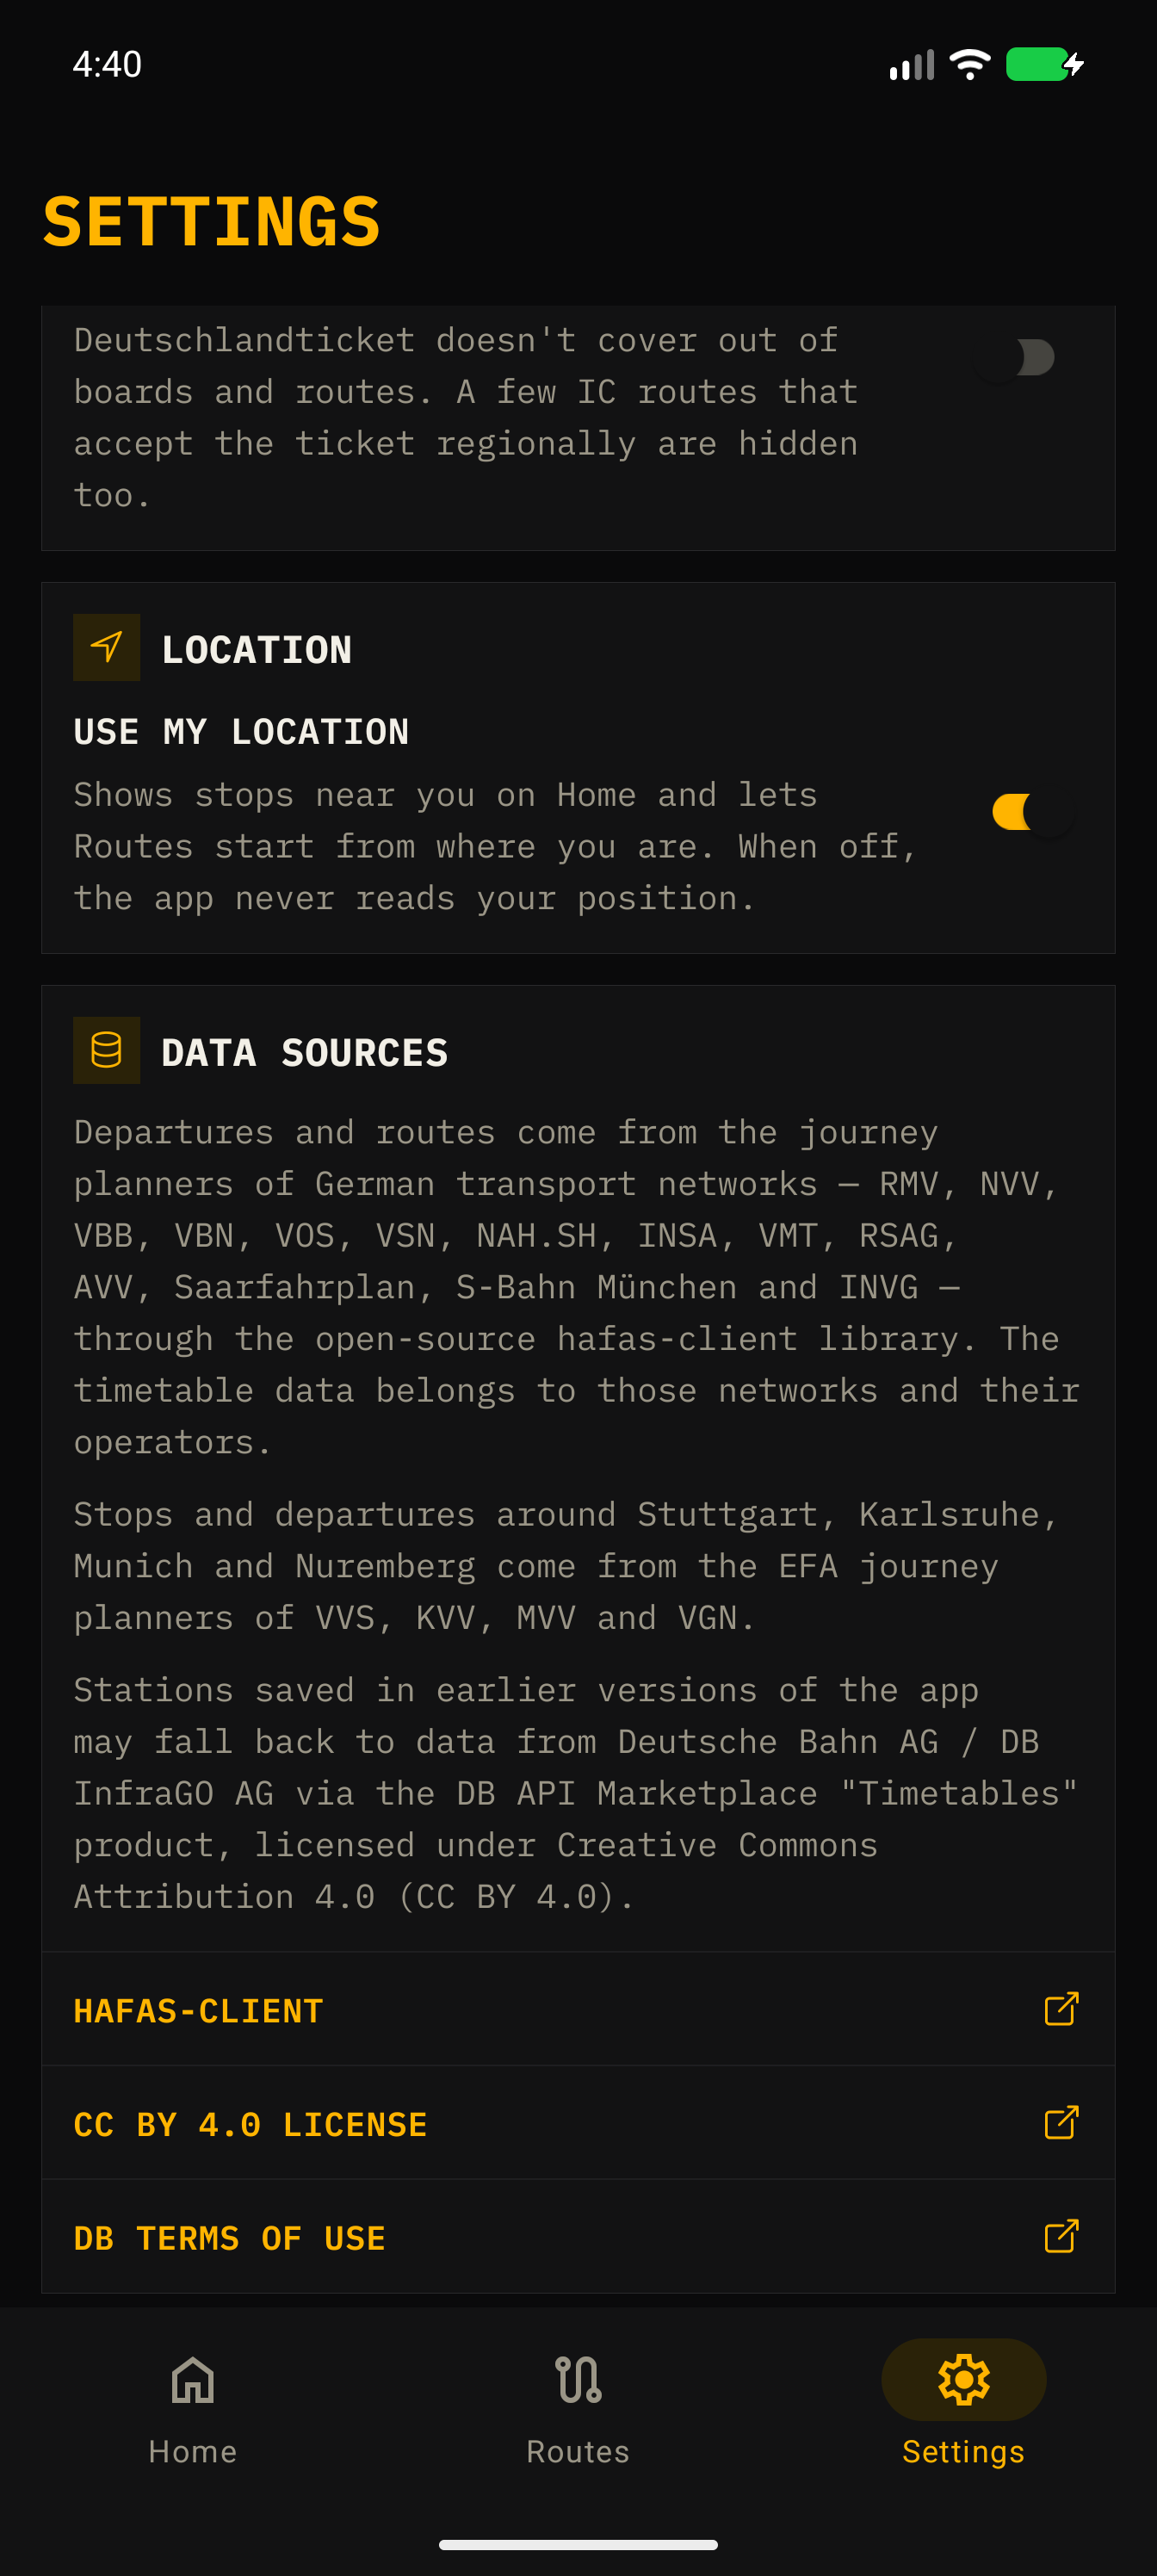 4:40
SETTINGS
Deutschlandticket doesn't cover out of
boards and routes. A few IC routes that
accept the ticket regionally are hidden
too.
LOCATION
USE MY LOCATION
Shows stops near you on Home and lets
Routes start from where you are. When off,
the app never reads your position.
DATA SOURCES
Departures and routes come from the journey
planners of German transport networks — RMV, NVV,
VBB, VBN, VOS, VSN, NAH.SH, INSA, VMT, RSAG,
AVV, Saarfahrplan, S-Bahn München and INVG —
through the open-source hafas-client library. The
timetable data belongs to those networks and their
operators.
Stops and departures around Stuttgart, Karlsruhe,
Munich and Nuremberg come from the EFA journey
planners of VVS, KVV, MVV and VGN.
Stations saved in earlier versions of the app
may fall back to data from Deutsche Bahn AG / DB
InfraGO AG via the DB API Marketplace "Timetables"
product, licensed under Creative Commons
Attribution 4.0 (CC BY 4.0).
HAFAS-CLIENT
CC BY 4.0 LICENSE
DB TERMS OF USE
Home
Routes
Settings